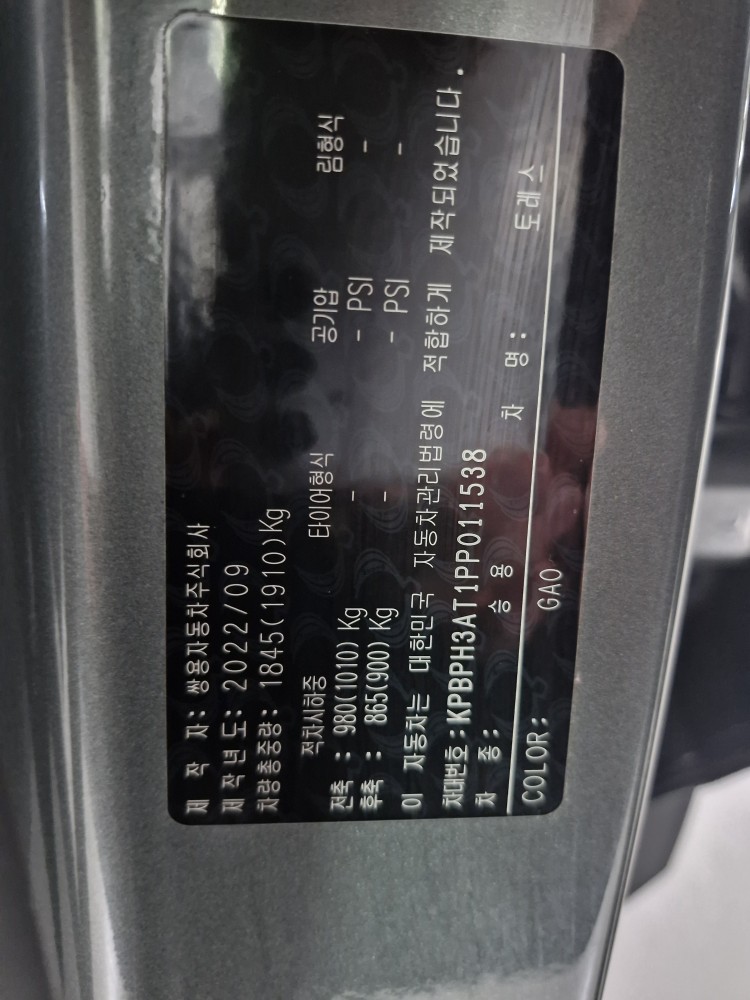 제 작 자: 쌍용자동차주식회사
제 작년도: 2022/09
차량총중량: 1845(1910)Kg
적차시하중 타이어형식 공기압 림형식
전축 : 980(1010) Kg - - PSI -
후축 : 865(900) Kg - - PSI -
이 자동차는 대한민국 자동차관리법령에 적합하게 제작되었습니다.
차대번호:KPBPH3AT1PP011538
차 종: 승용 차 명: 토레스
COLOR: GAO